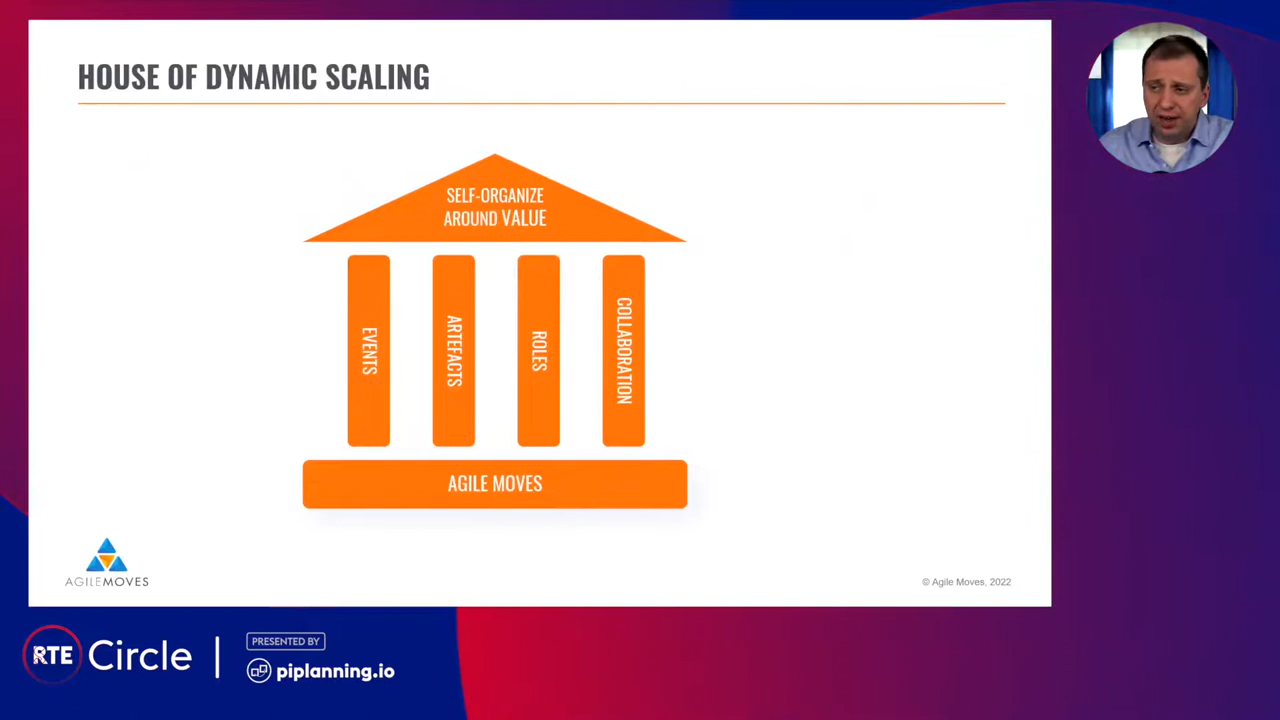 HOUSE OF DYNAMIC SCALING
SELF-ORGANIZE
AROUND VALUE
EVENTS
ARTEFACTS
ROLES
COLLABORATION
AGILE MOVES
AGILEMOVES
© Agile Moves, 2022
RTE Circle
PRESENTED BY
piplanning.io